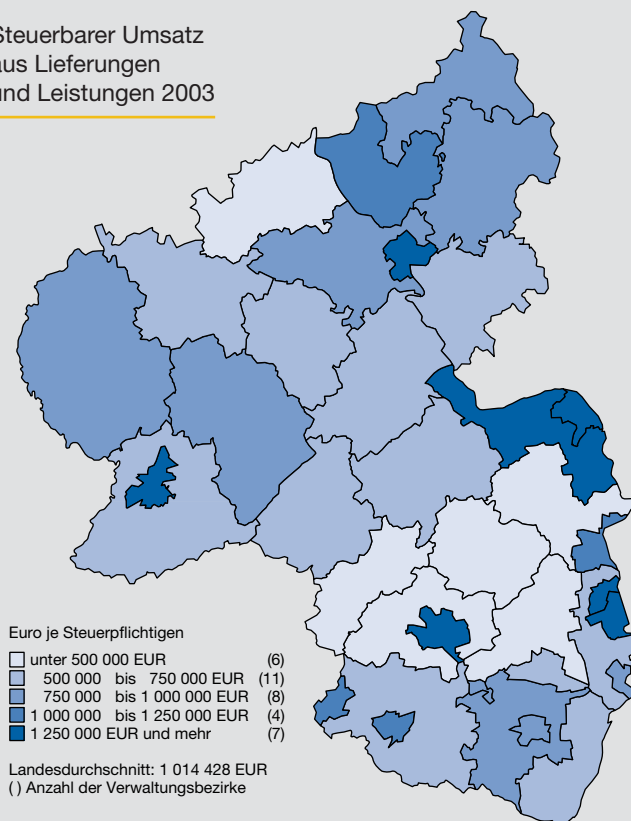 Steuerbarer Umsatz
aus Lieferungen
und Leistungen 2003
Euro je Steuerpflichtigen
unter 500 000 EUR (6)
500 000 bis 750 000 EUR (11)
750 000 bis 1 000 000 EUR (8)
1 000 000 bis 1 250 000 EUR (4)
1 250 000 EUR und mehr (7)
Landesdurchschnitt: 1 014 428 EUR
( ) Anzahl der Verwaltungsbezirke